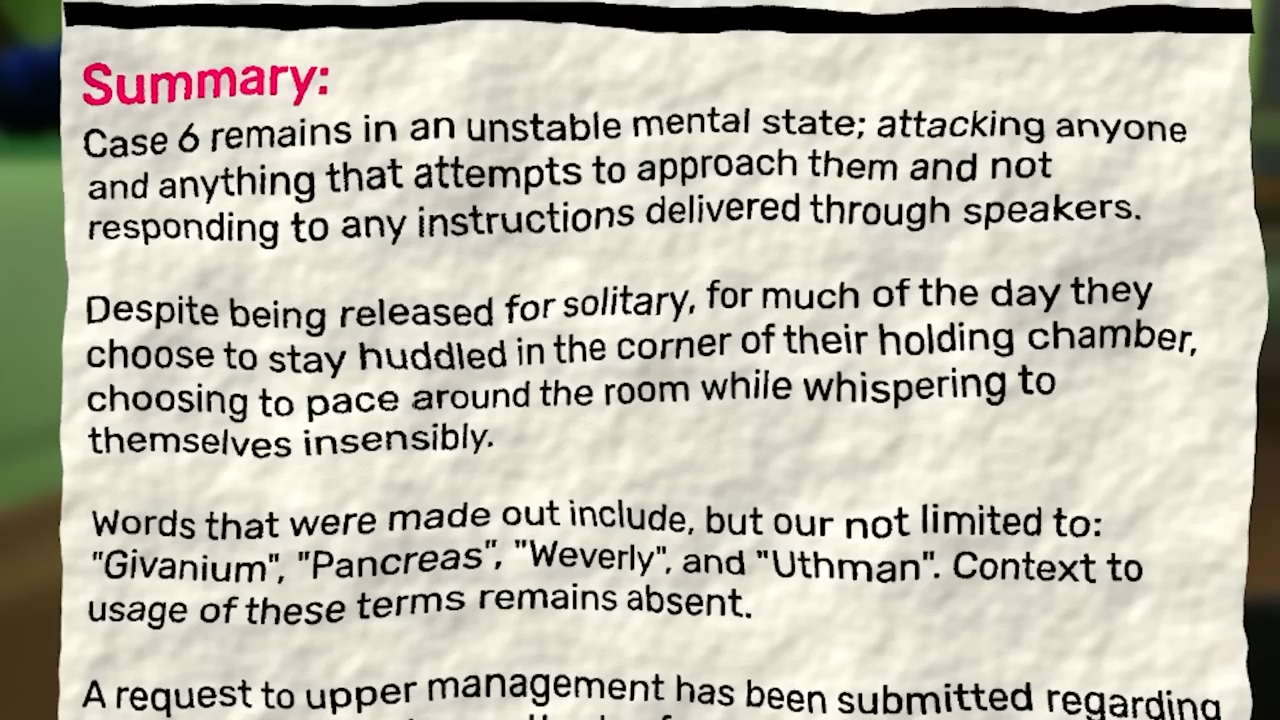 Summary:
Case 6 remains in an unstable mental state; attacking anyone
and anything that attempts to approach them and not
responding to any instructions delivered through speakers.
Despite being released for solitary, for much of the day they
choose to stay huddled in the corner of their holding chamber,
choosing to pace around the room while whispering to
themselves insensibly.
Words that were made out include, but our not limited to:
"Givanium", "Pancreas", "Weverly", and "Uthman". Context to
usage of these terms remains absent.
A request to upper management has been submitted regarding